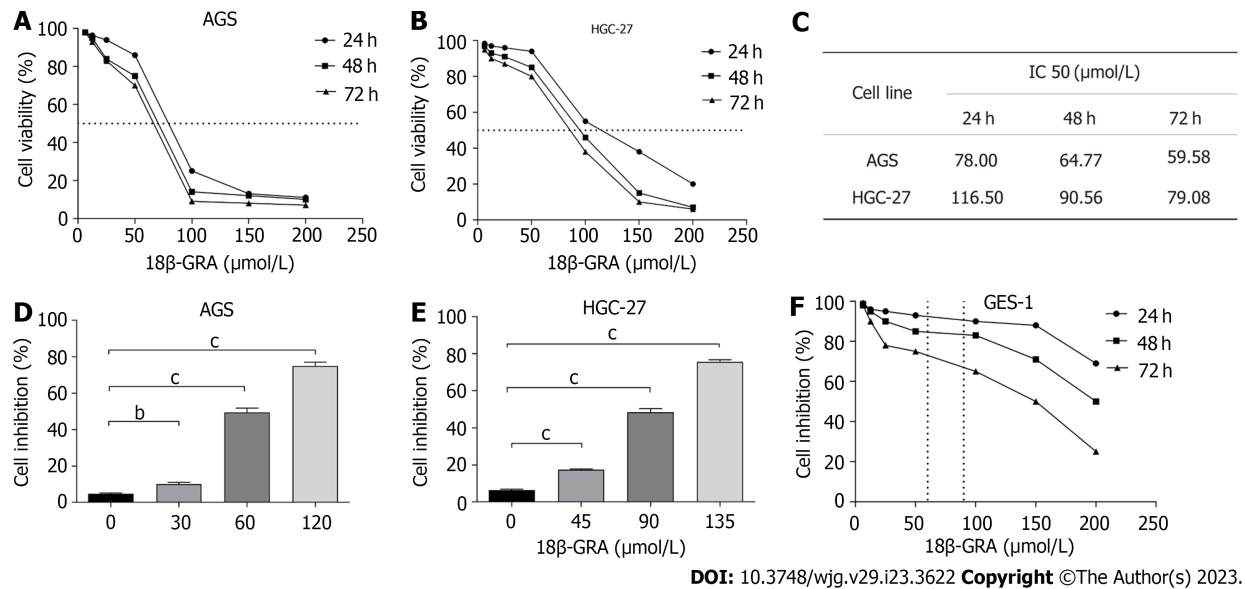 A
AGS
Cell viability (%)
100
80
60
40
20
0
0 50 100 150 200 250
18β-GRA (µmol/L)
24 h
48 h
72 h
B
HGC-27
Cell viability (%)
100
80
60
40
20
0
0 50 100 150 200 250
18β-GRA (µmol/L)
24 h
48 h
72 h
C
IC 50 (µmol/L)
Cell line
24 h 48 h 72 h
AGS 78.00 64.77 59.58
HGC-27 116.50 90.56 79.08
D
AGS
Cell inhibition (%)
100
80
60
40
20
0
c
c
b
0 30 60 120
E
HGC-27
Cell inhibition (%)
100
80
60
40
20
0
c
c
c
0 45 90 135
18β-GRA (µmol/L)
F
GES-1
Cell inhibition (%)
100
80
60
40
20
0
0 50 100 150 200 250
18β-GRA (µmol/L)
24 h
48 h
72 h
DOI: 10.3748/wjg.v29.i23.3622 Copyright ©The Author(s) 2023.